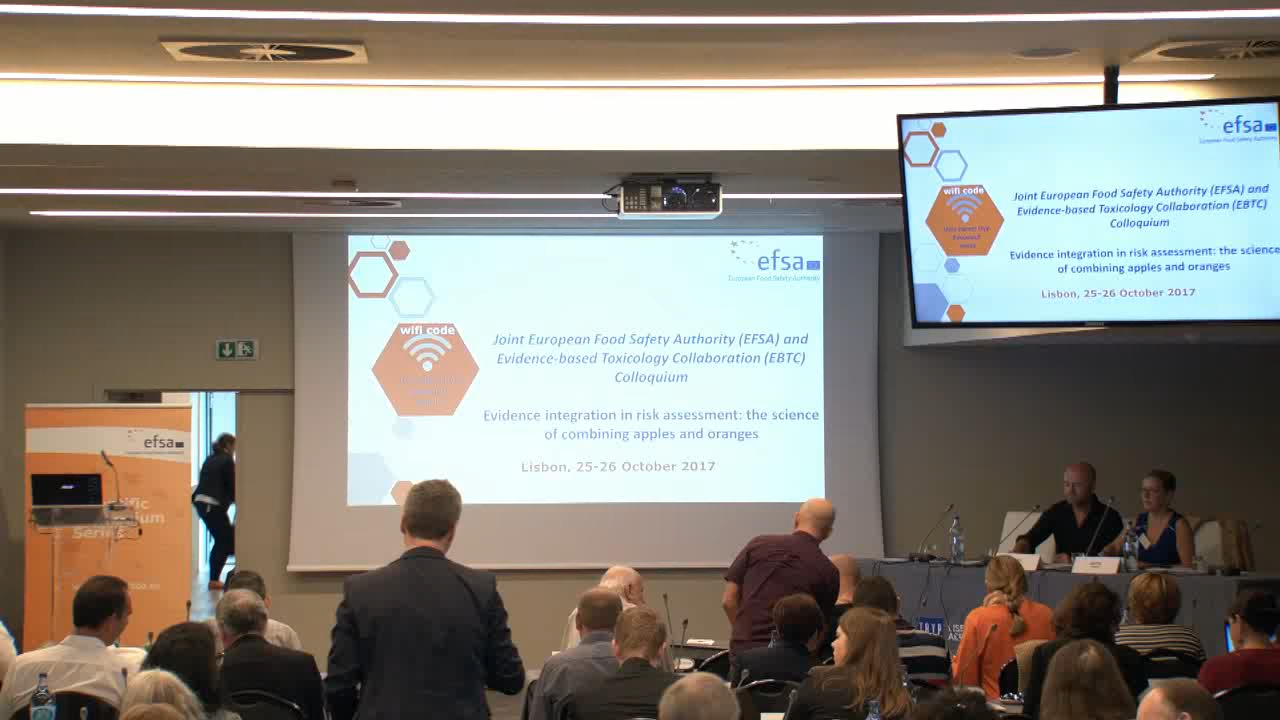 efsa
European Food Safety Authority
wifi code
Joint European Food Safety Authority (EFSA) and
Evidence-based Toxicology Collaboration (EBTC)
Colloquium
Evidence integration in risk assessment: the science
of combining apples and oranges
Lisbon, 25-26 October 2017
efsa
European Food Safety Authority
wifi code
Joint European Food Safety Authority (EFSA) and
Evidence-based Toxicology Collaboration (EBTC)
Colloquium
Evidence integration in risk assessment: the science
of combining apples and oranges
Lisbon, 25-26 October 2017
efsa
Series